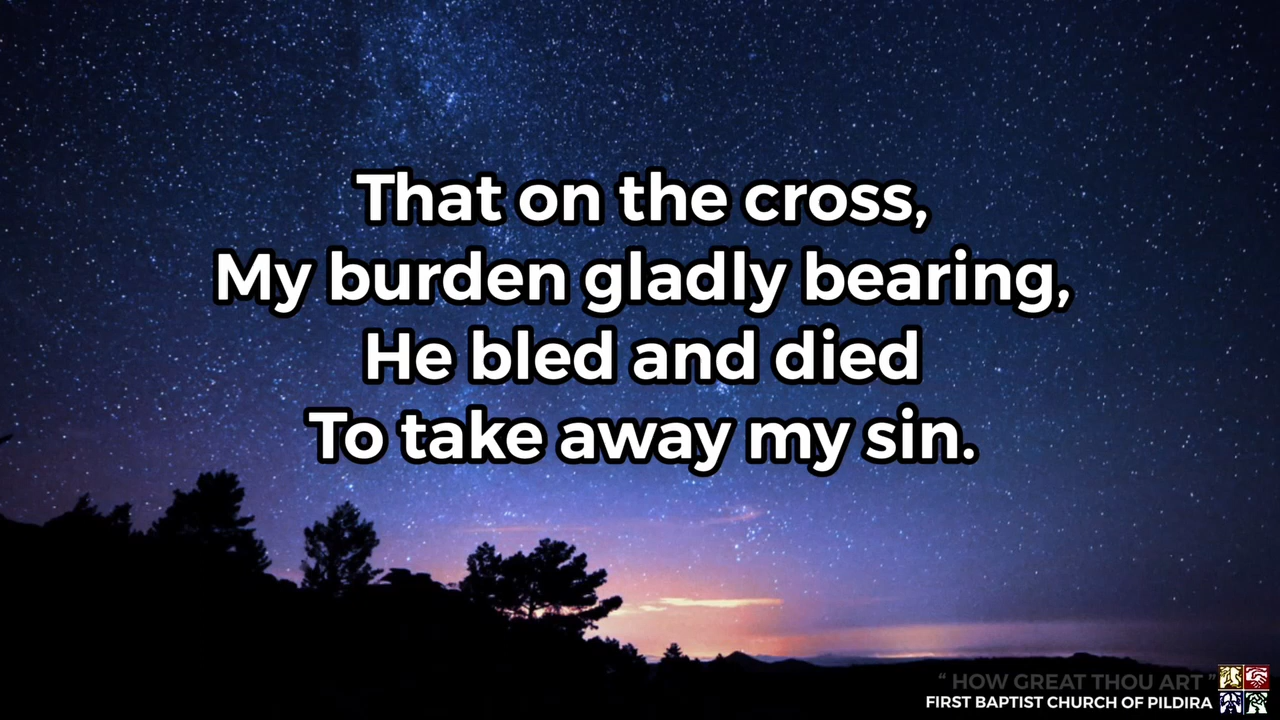 That on the cross,
My burden gladly bearing,
He bled and died
To take away my sin.
“ HOW GREAT THOU ART ”
FIRST BAPTIST CHURCH OF PILDIRA